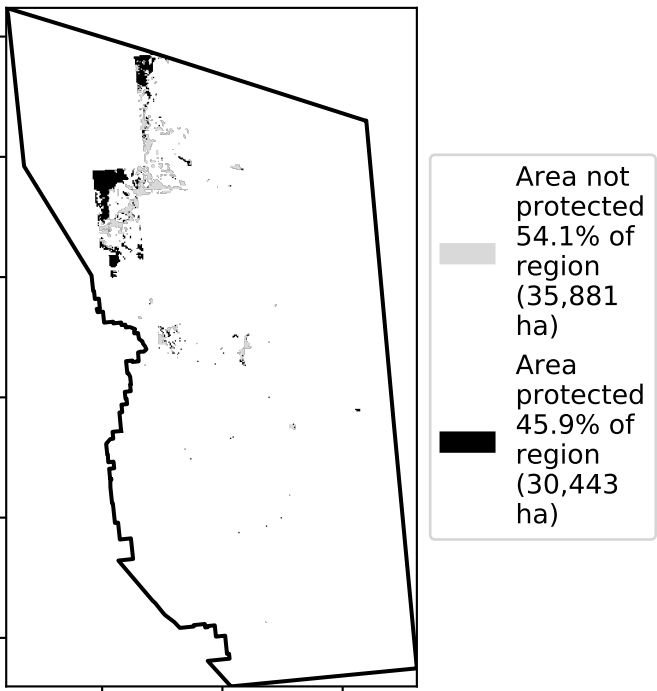 Area not
protected
54.1% of
region
(35,881
ha)
Area
protected
45.9% of
region
(30,443
ha)